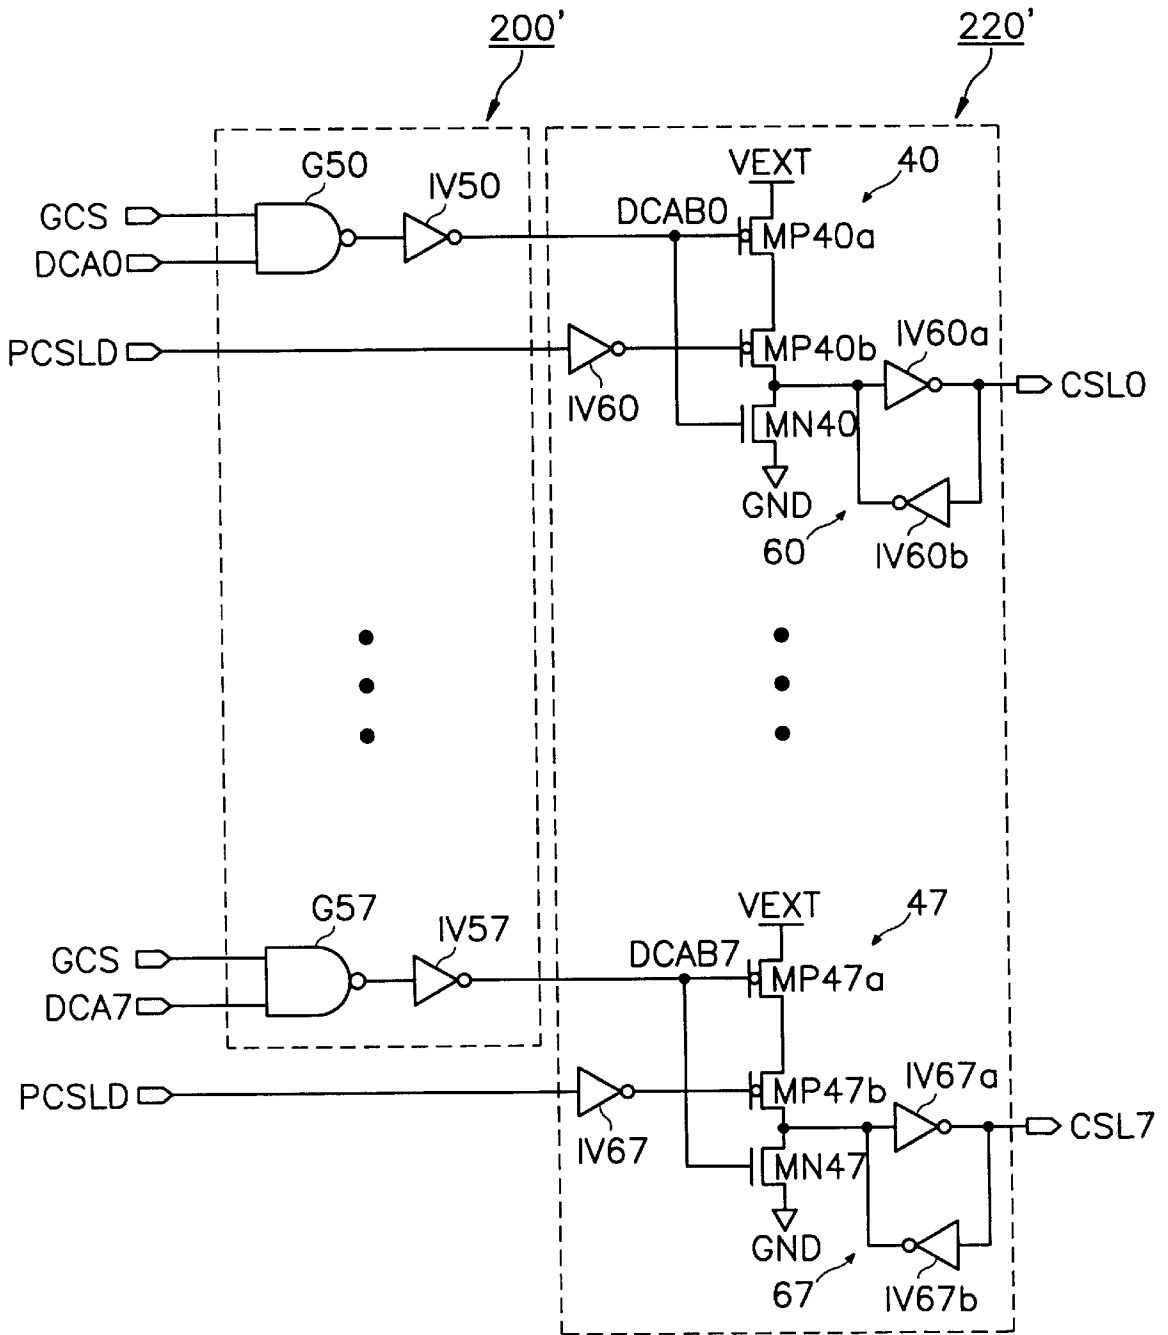 200' 220'
G50 IV50 VEXT 40
GCS DCAB0 MP40a
DCA0
PCSLD IV60 MP40b IV60a CSL0
MN40
GND
60 IV60b
G57 IV57 VEXT 47
GCS DCAB7 MP47a
DCA7
PCSLD IV67 MP47b IV67a CSL7
MN47
GND
67 IV67b